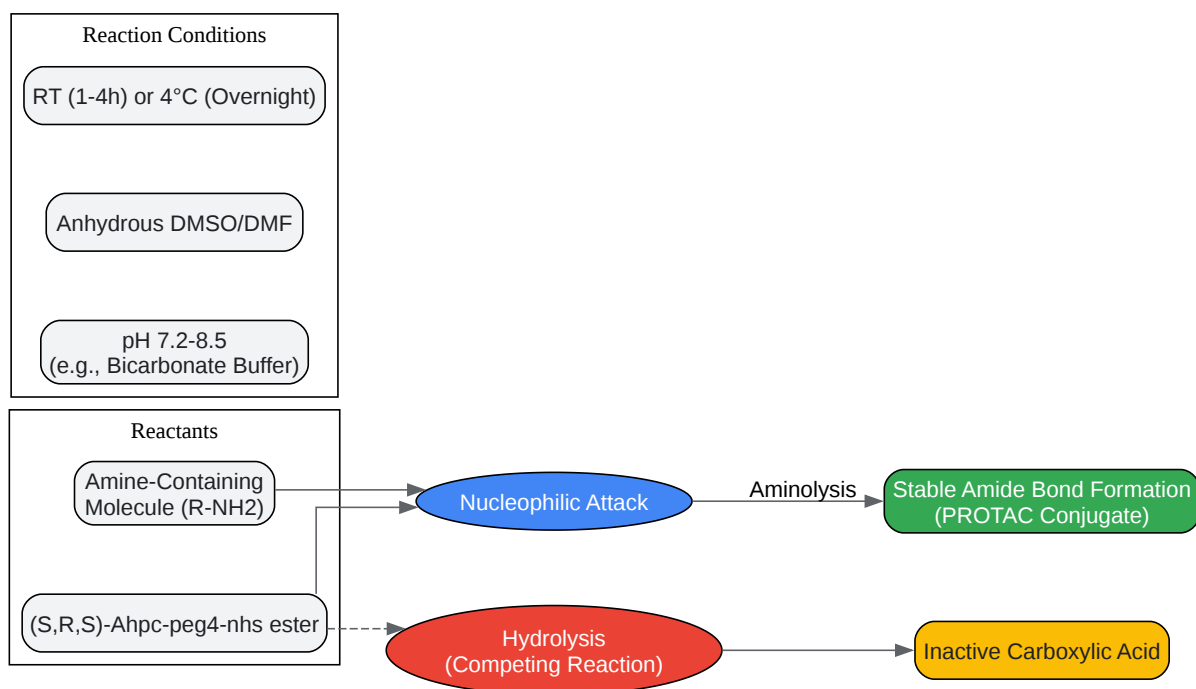 Reaction Conditions
RT (1-4h) or 4°C (Overnight)
Anhydrous DMSO/DMF
pH 7.2-8.5
(e.g., Bicarbonate Buffer)
Reactants
Amine-Containing
Molecule (R-NH2)
(S,R,S)-Ahpc-peg4-nhs ester
Nucleophilic Attack
Aminolysis
Stable Amide Bond Formation
(PROTAC Conjugate)
Hydrolysis
(Competing Reaction)
Inactive Carboxylic Acid